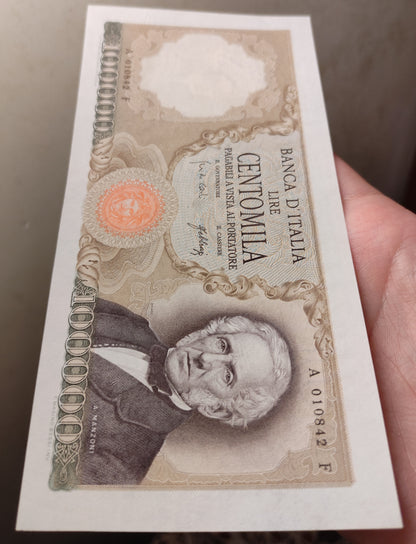 A 010842 F
BANCA D'ITALIA
LIRE
CENTOMILA
PAGABILI A VISTA AL PORTATORE
IL GOVERNATORE
IL CASSIERE
100000
A 010842 F
100000
A. MANZONI